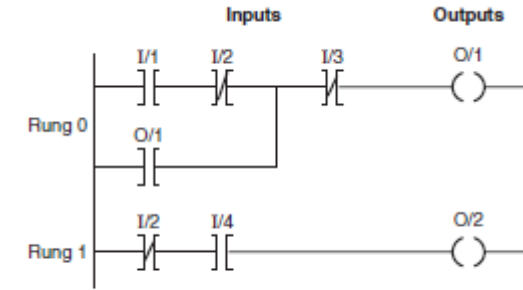 Inputs Outputs
I/1 I/2 I/3 O/1
Rung 0
O/1
I/2 I/4 O/2
Rung 1